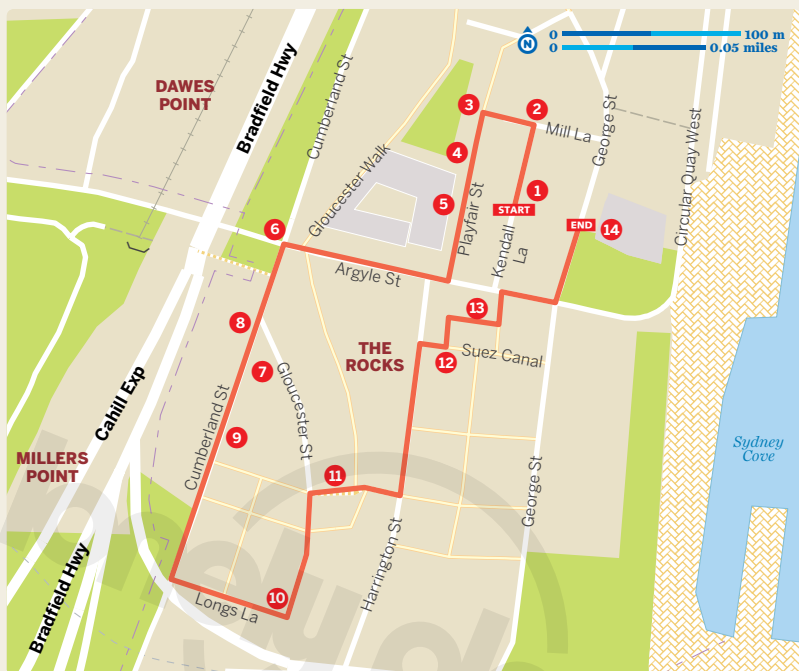 N
0 100 m
0 0.05 miles
DAWES
POINT
Bradfield Hwy
Cumberland St
Gloucester Walk
3
2
Mill La
George St
Circular Quay West
4
1
START
5
Playfair St
Kendall
La
END
14
6
Argyle St
13
8
THE
ROCKS
12
Suez Canal
7
Gloucester St
Cahill Exp
Cumberland St
9
MILLERS
POINT
11
Sydney
Cove
George St
Harrington St
Bradfield Hwy
10
Longs La